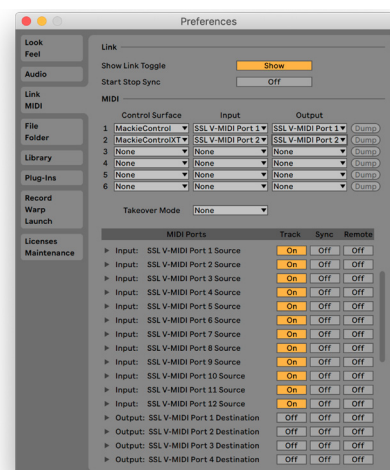 Preferences
Look
Feel
Audio
Link
MIDI
File
Folder
Library
Plug-Ins
Record
Warp
Launch
Licenses
Maintenance
Link
Show Link Toggle Show
Start Stop Sync Off
MIDI
Control Surface Input Output
1 MackieControl SSL V-MIDI Port 1 SSL V-MIDI Port 1 Dump
2 MackieControlXT SSL V-MIDI Port 2 SSL V-MIDI Port 2 Dump
3 None None None Dump
4 None None None Dump
5 None None None Dump
6 None None None Dump
Takeover Mode None
MIDI Ports Track Sync Remote
Input: SSL V-MIDI Port 1 Source On Off Off
Input: SSL V-MIDI Port 2 Source On Off Off
Input: SSL V-MIDI Port 3 Source On Off Off
Input: SSL V-MIDI Port 4 Source On Off Off
Input: SSL V-MIDI Port 5 Source On Off Off
Input: SSL V-MIDI Port 6 Source On Off Off
Input: SSL V-MIDI Port 7 Source On Off Off
Input: SSL V-MIDI Port 8 Source On Off Off
Input: SSL V-MIDI Port 9 Source On Off Off
Input: SSL V-MIDI Port 10 Source On Off Off
Input: SSL V-MIDI Port 11 Source On Off Off
Input: SSL V-MIDI Port 12 Source On Off Off
Output: SSL V-MIDI Port 1 Destination Off Off Off
Output: SSL V-MIDI Port 2 Destination Off Off Off
Output: SSL V-MIDI Port 3 Destination Off Off Off
Output: SSL V-MIDI Port 4 Destination Off Off Off